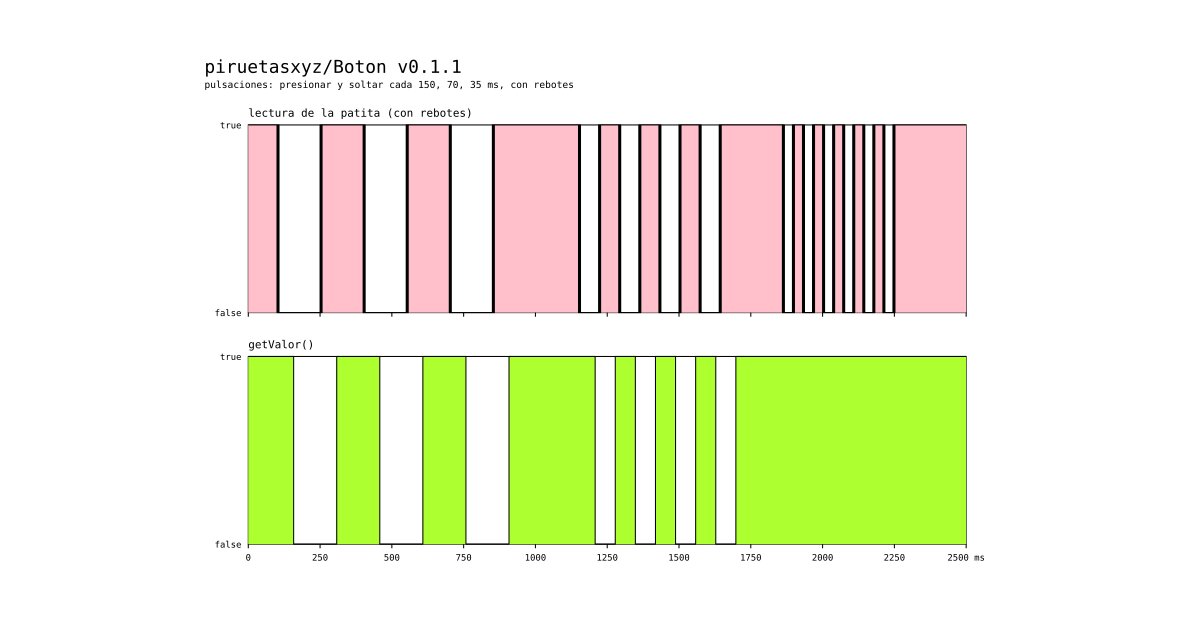 piruetasxyz/Boton v0.1.1
pulsaciones: presionar y soltar cada 150, 70, 35 ms, con rebotes
lectura de la patita (con rebotes)
true
false
getValor()
true
false
0 250 500 750 1000 1250 1500 1750 2000 2250 2500 ms